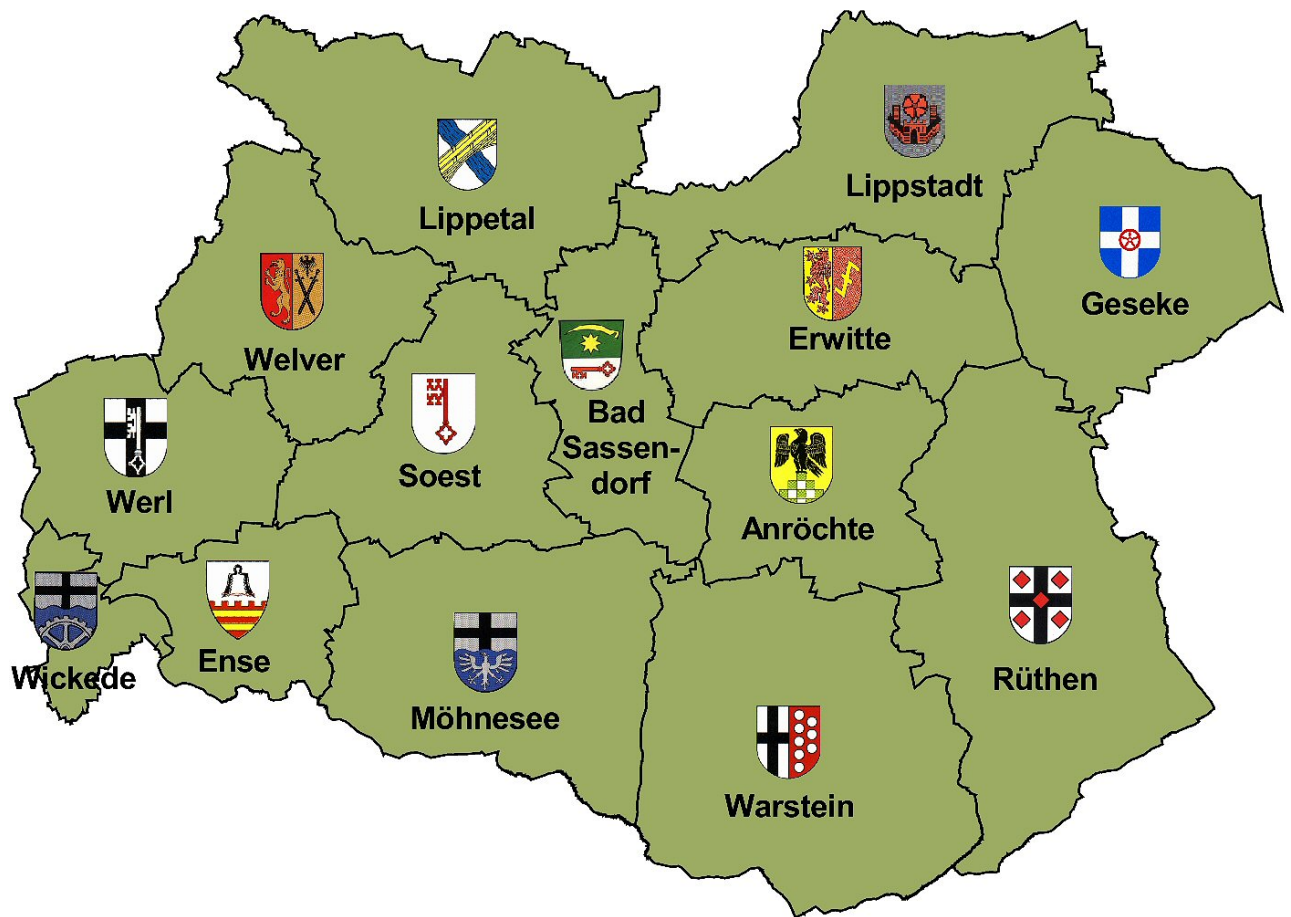 Lippetal
Lippstadt
Geseke
Welver
Erwitte
Werl
Soest
Bad
Sassen-
dorf
Anröchte
Wickede
Ense
Möhnesee
Rüthen
Warstein